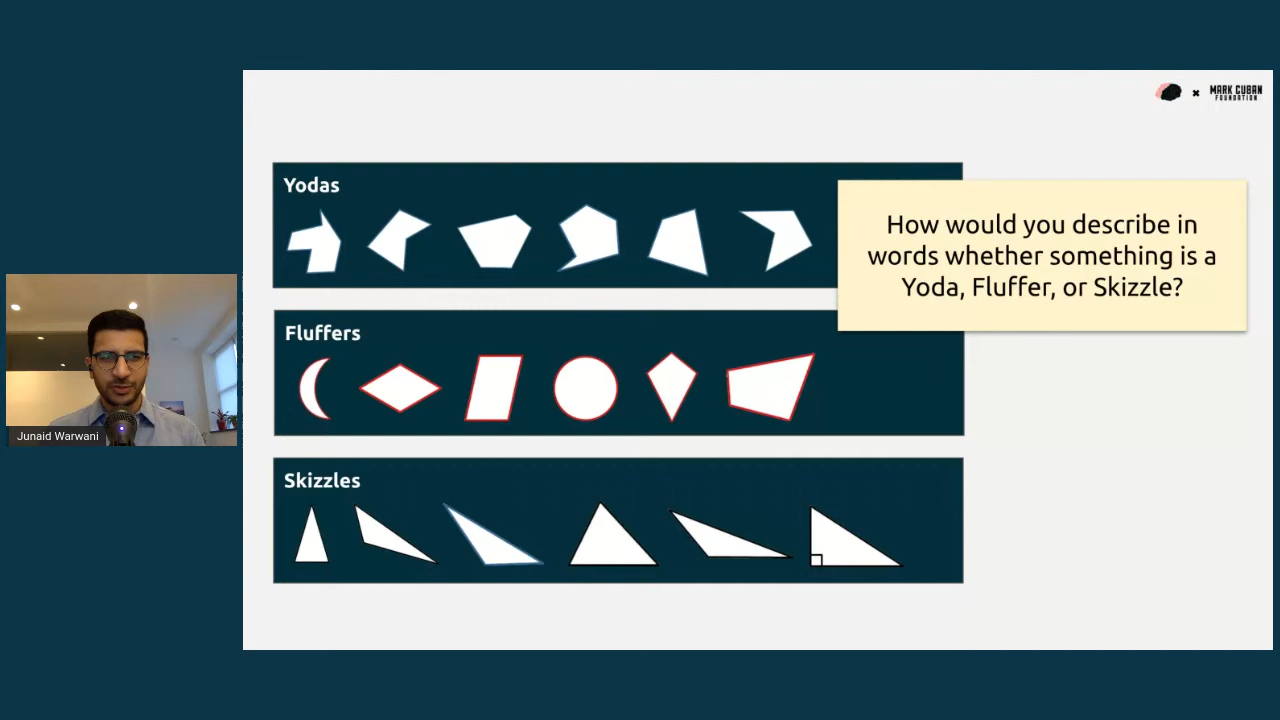 MARK CUBAN
FOUNDATION
Yodas
How would you describe in
words whether something is a
Yoda, Fluffer, or Skizzle?
Fluffers
Junaid Warwani
Skizzles